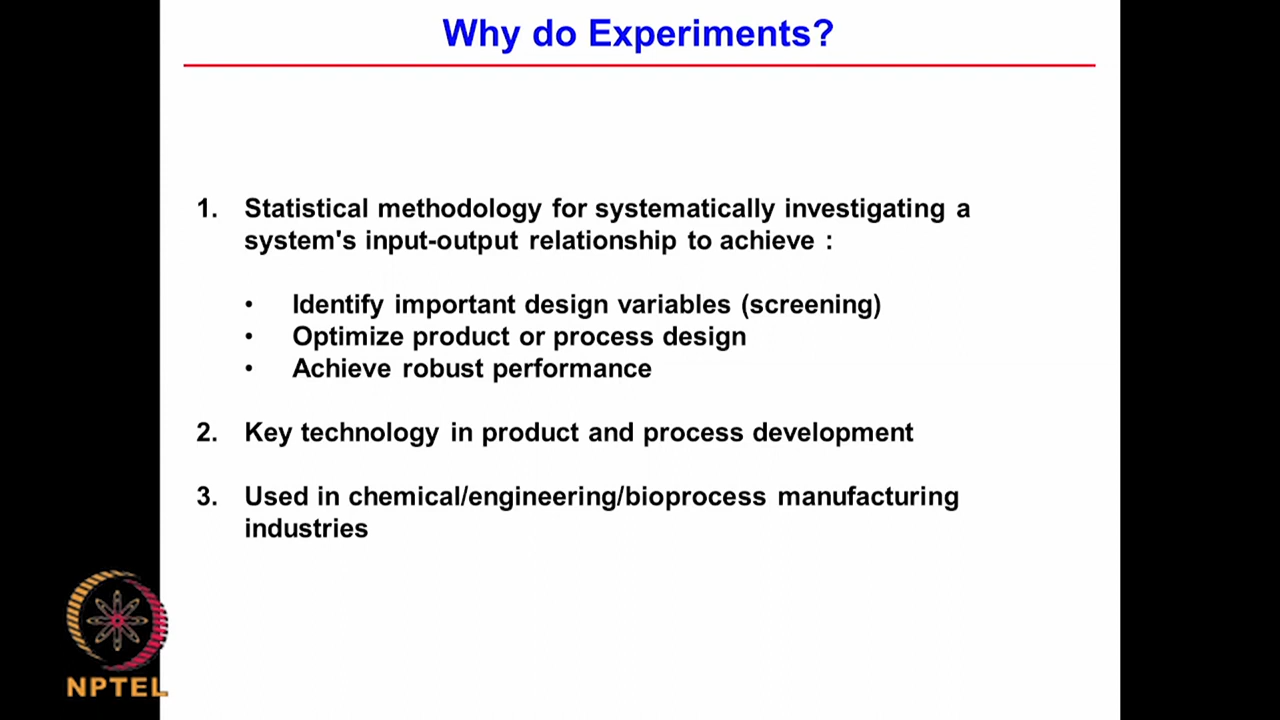 Why do Experiments?
1. Statistical methodology for systematically investigating a
system's input-output relationship to achieve :
• Identify important design variables (screening)
• Optimize product or process design
• Achieve robust performance
2. Key technology in product and process development
3. Used in chemical/engineering/bioprocess manufacturing
industries
NPTEL